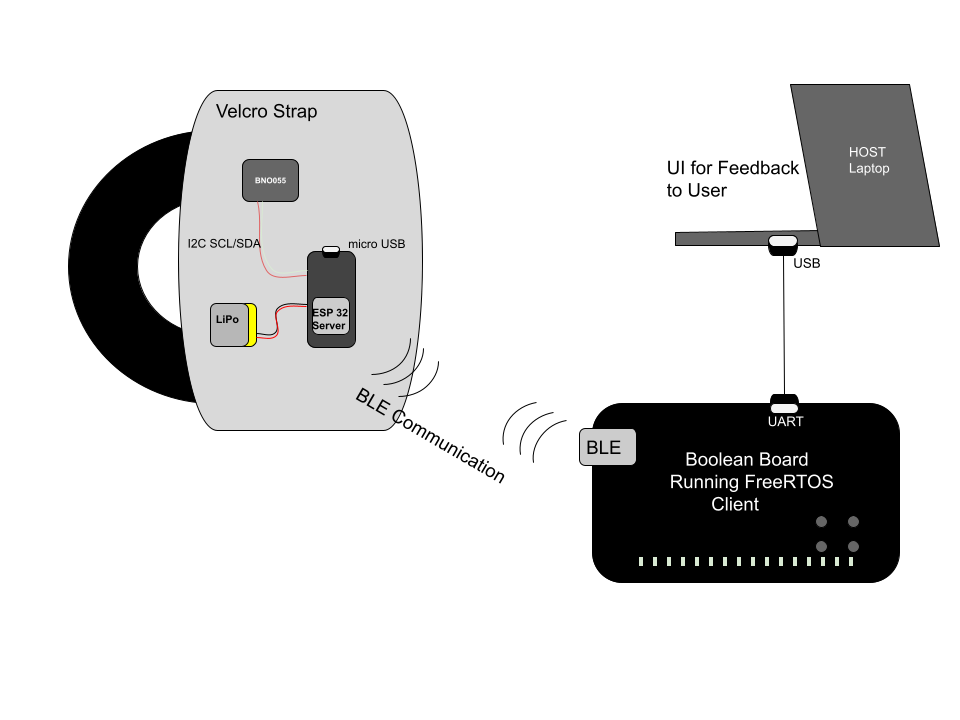 Velcro Strap
BNO055
I2C SCL/SDA
micro USB
LiPo
ESP 32
Server
BLE Communication
UI for Feedback
to User
HOST
Laptop
USB
UART
BLE
Boolean Board
Running FreeRTOS
Client